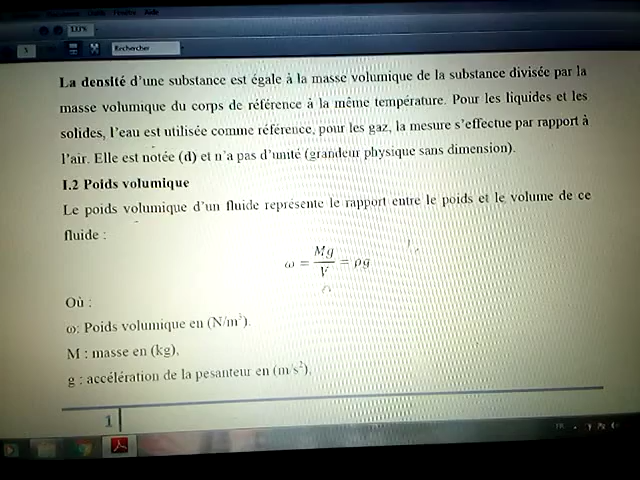 133%
Rechercher
La densité d'une substance est égale à la masse volumique de la substance divisée par la
masse volumique du corps de référence à la même température. Pour les liquides et les
solides, l'eau est utilisée comme référence, pour les gaz, la mesure s'effectue par rapport à
l'air. Elle est notée (d) et n'a pas d'unité (grandeur physique sans dimension).
I.2 Poids volumique
Le poids volumique d'un fluide représente le rapport entre le poids et le volume de ce
fluide :
ω = Mg/V = ρg
Où :
ω: Poids volumique en (N/m³).
M : masse en (kg),
g : accélération de la pesanteur en (m/s²),
1